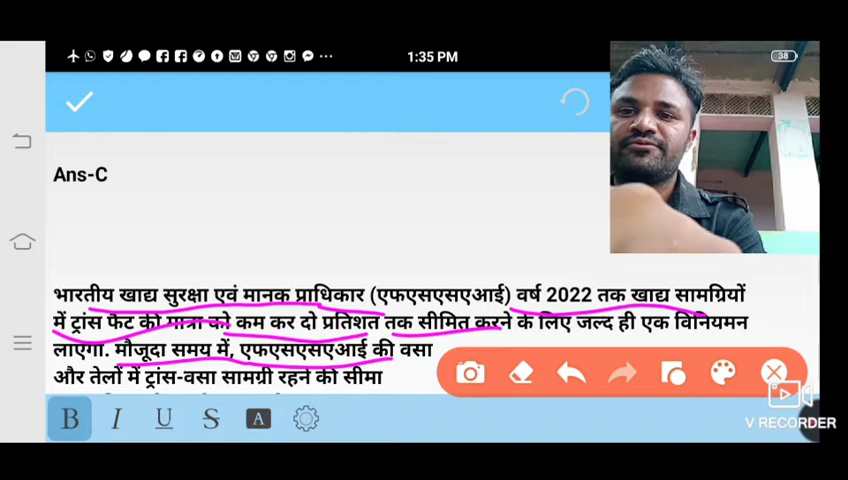 1:35 PM
38
Ans-C
भारतीय खाद्य सुरक्षा एवं मानक प्राधिकार (एफएसएसएआई) वर्ष 2022 तक खाद्य सामग्रियों
में ट्रांस फैट की मात्रा को कम कर दो प्रतिशत तक सीमित करने के लिए जल्द ही एक विनियमन
लाएगा. मौजूदा समय में, एफएसएसएआई की वसा
और तेलों में ट्रांस-वसा सामग्री रहने की सीमा
B I U S A
V RECORDER